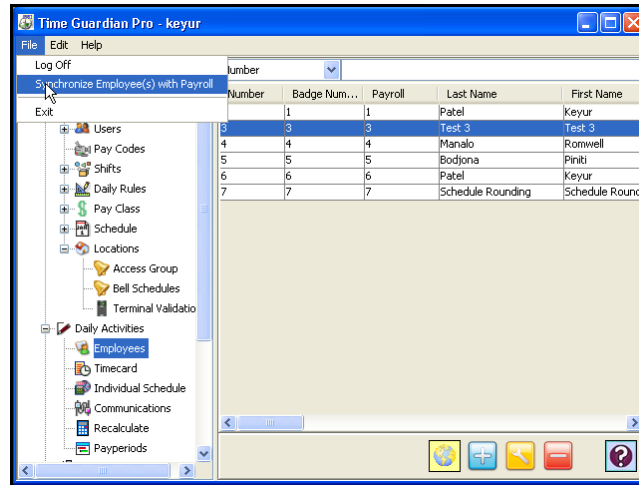 Time Guardian Pro - keyur
File Edit Help
Log Off
Synchronize Employee(s) with Payroll
Exit
Number
Number Badge Num... Payroll Last Name First Name
1 1 Patel Keyur
3 3 3 Test 3 Test 3
4 4 4 Manalo Romwell
5 5 5 Bodjona Piniti
6 6 6 Patel Keyur
7 7 7 Schedule Rounding Schedule Round
Users
Pay Codes
Shifts
Daily Rules
Pay Class
Schedule
Locations
Access Group
Bell Schedules
Terminal Validatio
Daily Activities
Employees
Timecard
Individual Schedule
Communications
Recalculate
Payperiods